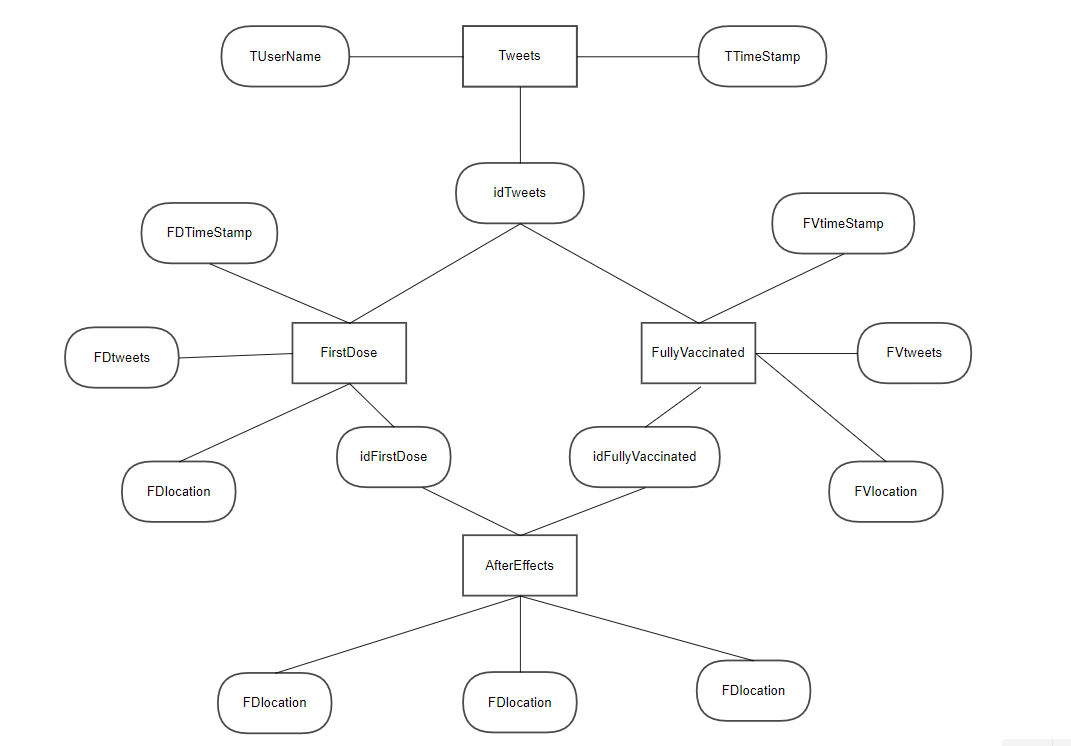 TUserName
Tweets
TTimeStamp
idTweets
FDTimeStamp
FVtimeStamp
FDtweets
FirstDose
FullyVaccinated
FVtweets
idFirstDose
idFullyVaccinated
FDlocation
FVlocation
AfterEffects
FDlocation
FDlocation
FDlocation